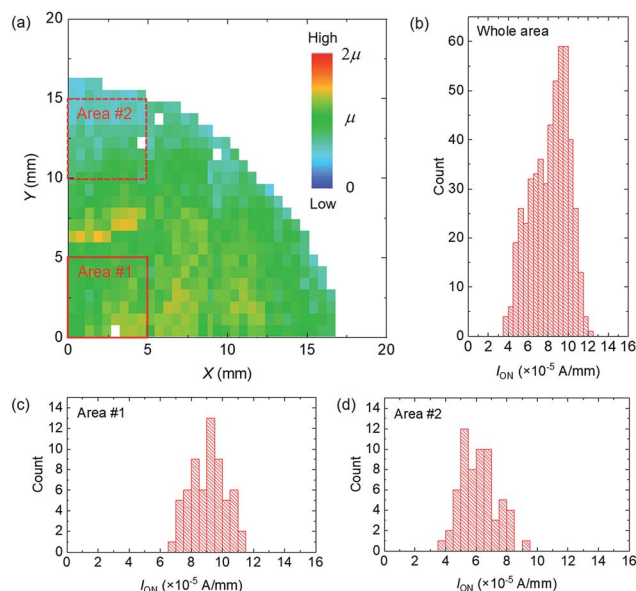 (a)
20
15
10
5
0
Y (mm)
0 5 10 15 20
X (mm)
Area #2
Area #1
High
2μ
μ
0
Low
(b)
Whole area
60
50
40
30
20
10
0
Count
0 2 4 6 8 10 12 14 16
I_ON (×10⁻⁵ A/mm)
(c)
Area #1
14
12
10
8
6
4
2
0
Count
0 2 4 6 8 10 12 14 16
I_ON (×10⁻⁵ A/mm)
(d)
Area #2
14
12
10
8
6
4
2
0
Count
0 2 4 6 8 10 12 14 16
I_ON (×10⁻⁵ A/mm)